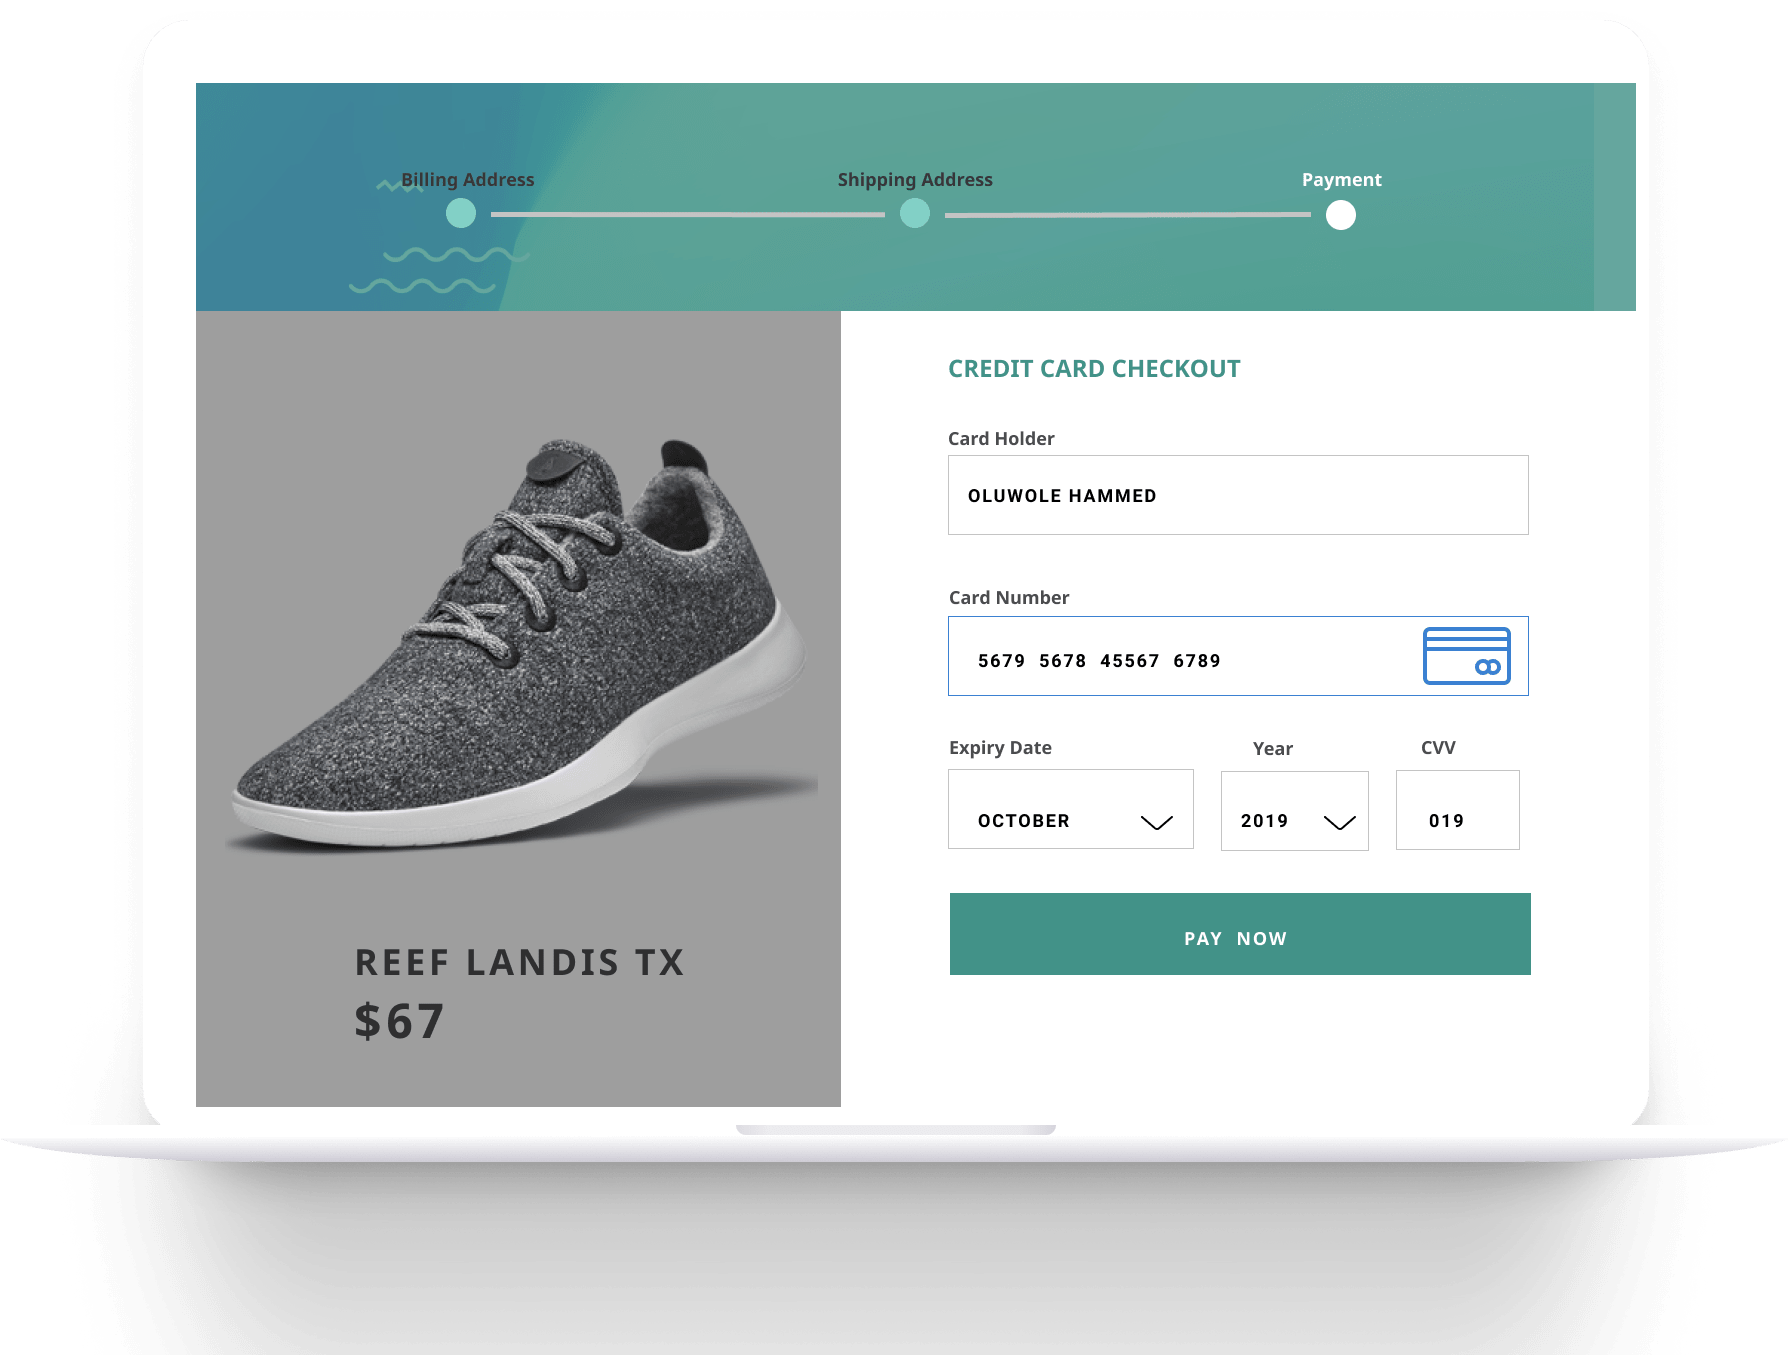 Billing Address
Shipping Address
Payment
CREDIT CARD CHECKOUT
Card Holder
OLUWOLE HAMMED
Card Number
5679 5678 45567 6789
Expiry Date
Year
CVV
OCTOBER
2019
019
PAY NOW
REEF LANDIS TX
$67